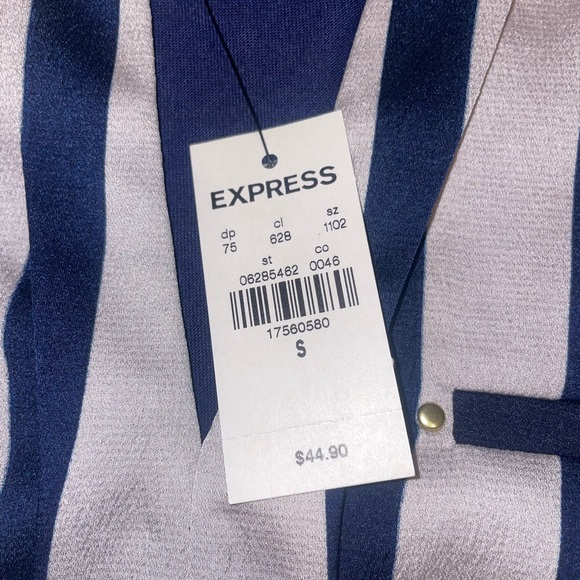 EXPRESS
dp cl sz
75 628 1102
st co
06285462 0046
17560580
S
$44.90